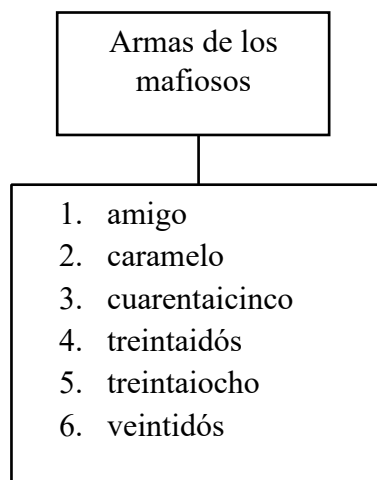 Armas de los
mafiosos
1. amigo
2. caramelo
3. cuarentaicinco
4. treintaidós
5. treintaiocho
6. veintidós